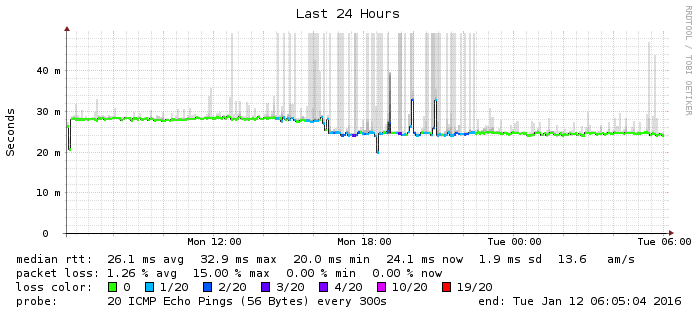 Last 24 Hours
RRDTOOL / TOBI OETIKER
Seconds
40 m
30 m
20 m
10 m
0
Mon 12:00 Mon 18:00 Tue 00:00 Tue 06:00
median rtt: 26.1 ms avg 32.9 ms max 20.0 ms min 24.1 ms now 1.9 ms sd 13.6 am/s
packet loss: 1.26 % avg 15.00 % max 0.00 % min 0.00 % now
loss color: 0 1/20 2/20 3/20 4/20 10/20 19/20
probe: 20 ICMP Echo Pings (56 Bytes) every 300s end: Tue Jan 12 06:05:04 2016